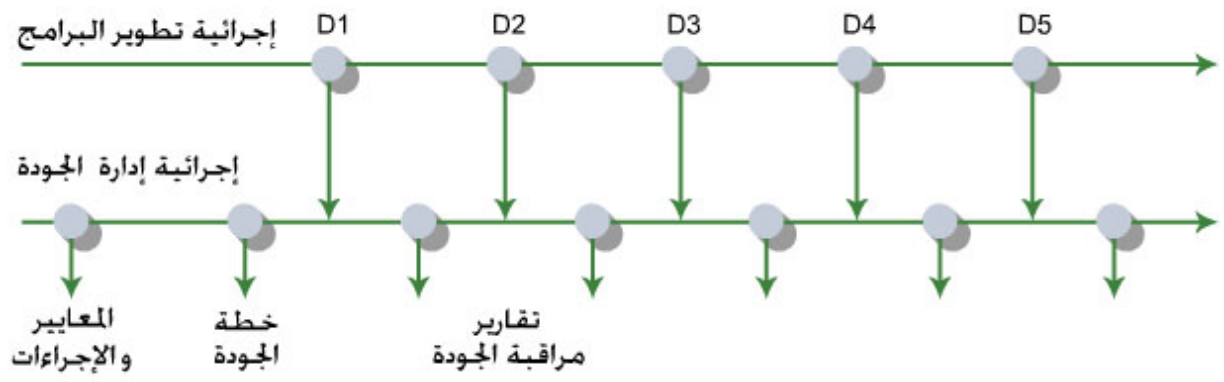 إجرائية تطوير البرامج
D1 D2 D3 D4 D5
إجرائية إدارة الجودة
المعايير
والإجراءات
خطة
الجودة
تقارير
مراقبة الجودة